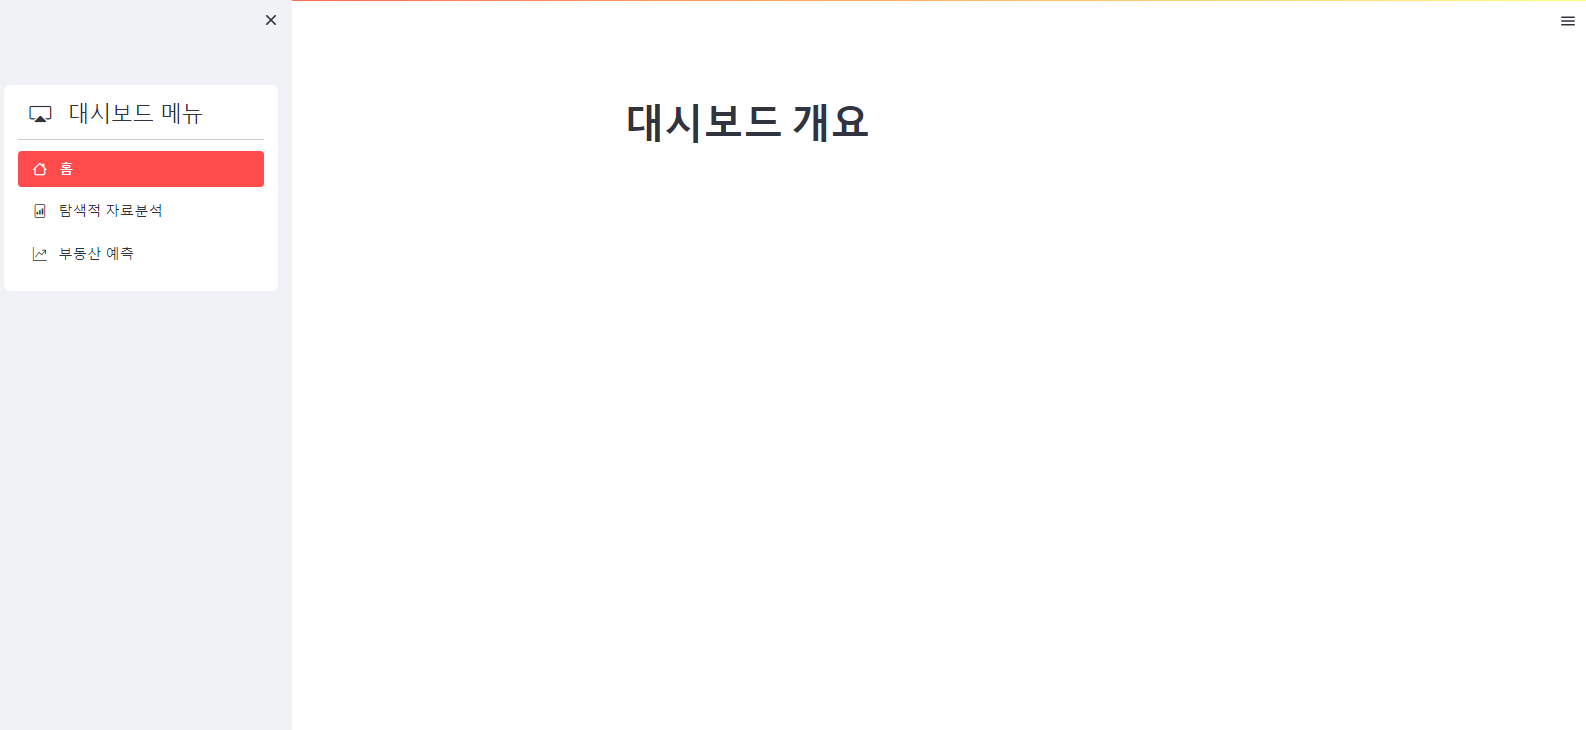 대시보드 메뉴
홈
탐색적 자료분석
부동산 예측
대시보드 개요